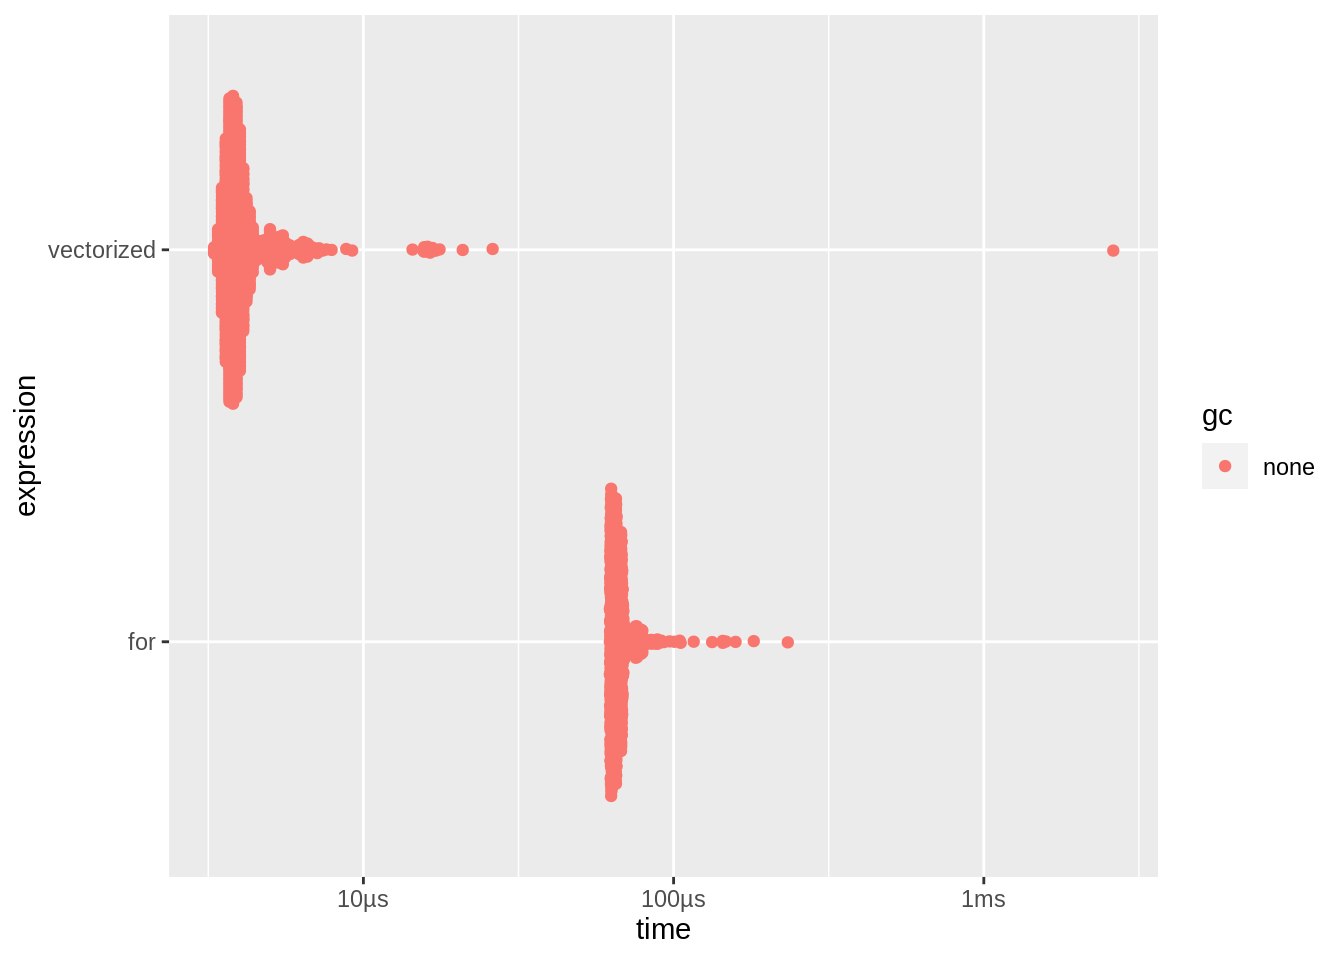 vectorized
for
expression
10µs
100µs
1ms
time
gc
none